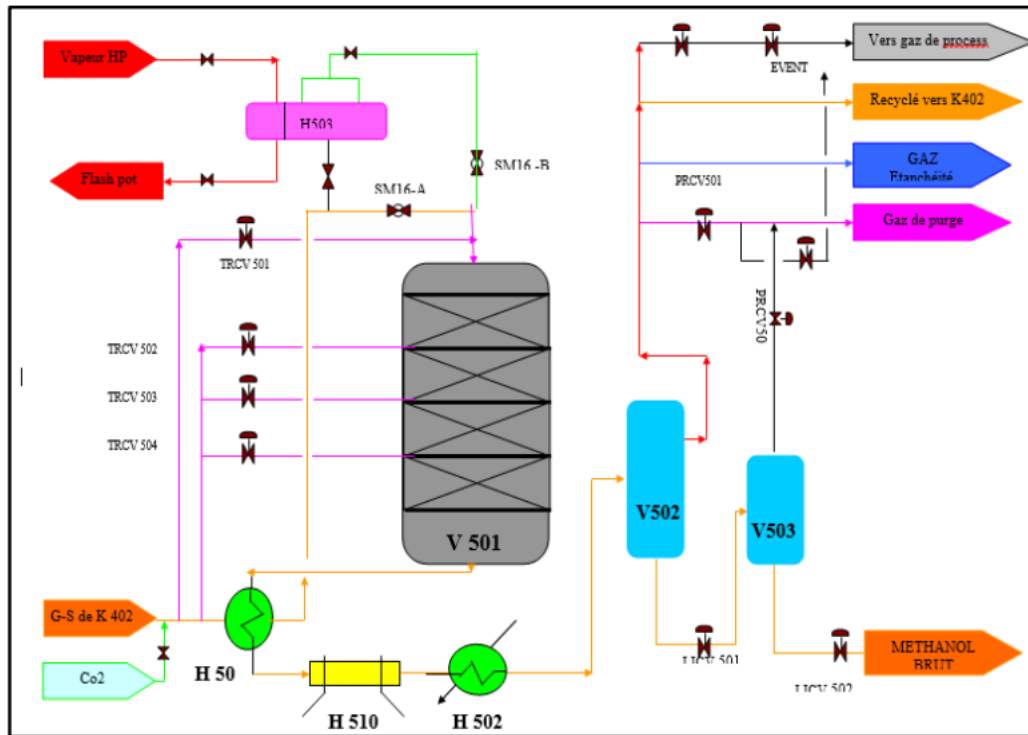 Vapeur HP
Vers gaz de process
EVENT
H503
Recyclé vers K402
SM16 -B
Flash pot
GAZ
Etanchéité
PRCV501
SM16-A
Gaz de purge
TRCV 501
PRCV50
TRCV 502
TRCV 503
TRCV 504
V502
V503
V 501
G-S de K 402
METHANOL
BRUT
LICV 501
Co2
H 50
LICV 502
H 510
H 502